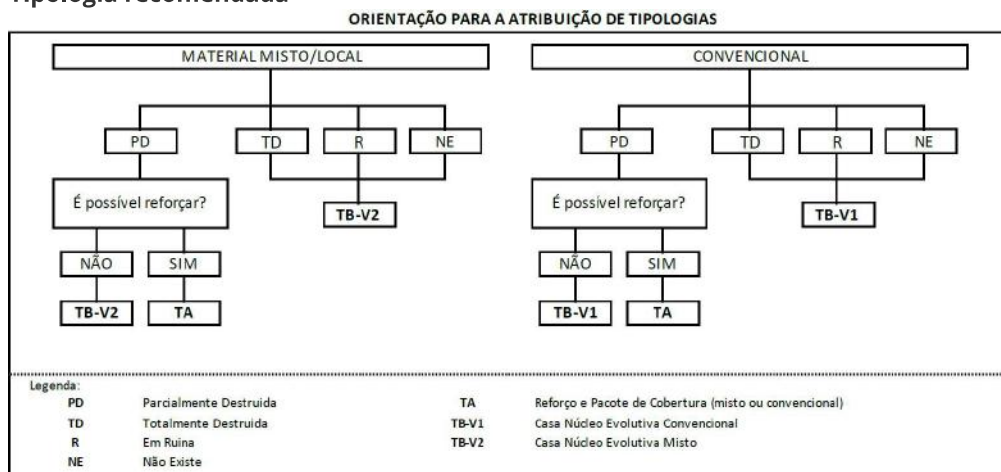 Tipologia recomendada
ORIENTAÇÃO PARA A ATRIBUIÇÃO DE TIPOLOGIAS
MATERIAL MISTO/LOCAL
CONVENCIONAL
PD TD R NE
PD TD R NE
É possível reforçar?
TB-V2
É possível reforçar?
TB-V1
NÃO SIM
NÃO SIM
TB-V2 TA
TB-V1 TA
Legenda:
PD Parcialmente Destruida TA Reforço e Pacote de Cobertura (misto ou convencional)
TD Totalmente Destruida TB-V1 Casa Núcleo Evolutiva Convencional
R Em Ruina TB-V2 Casa Núcleo Evolutiva Misto
NE Não Existe